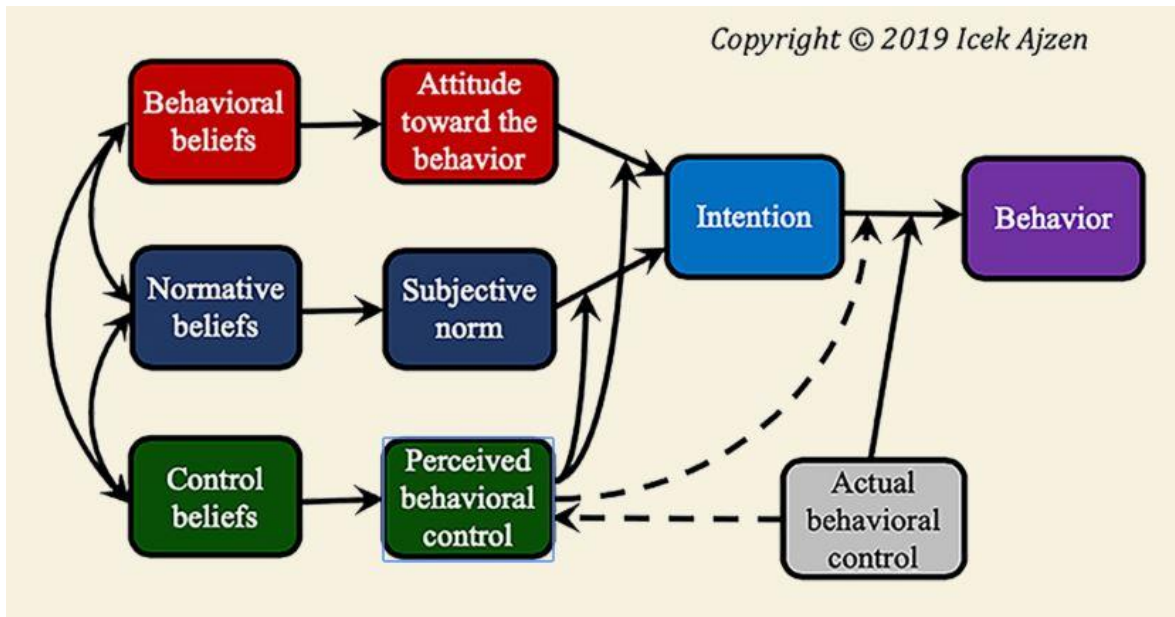 Copyright © 2019 Icek Ajzen
Behavioral
beliefs
Attitude
toward the
behavior
Intention
Behavior
Normative
beliefs
Subjective
norm
Control
beliefs
Perceived
behavioral
control
Actual
behavioral
control